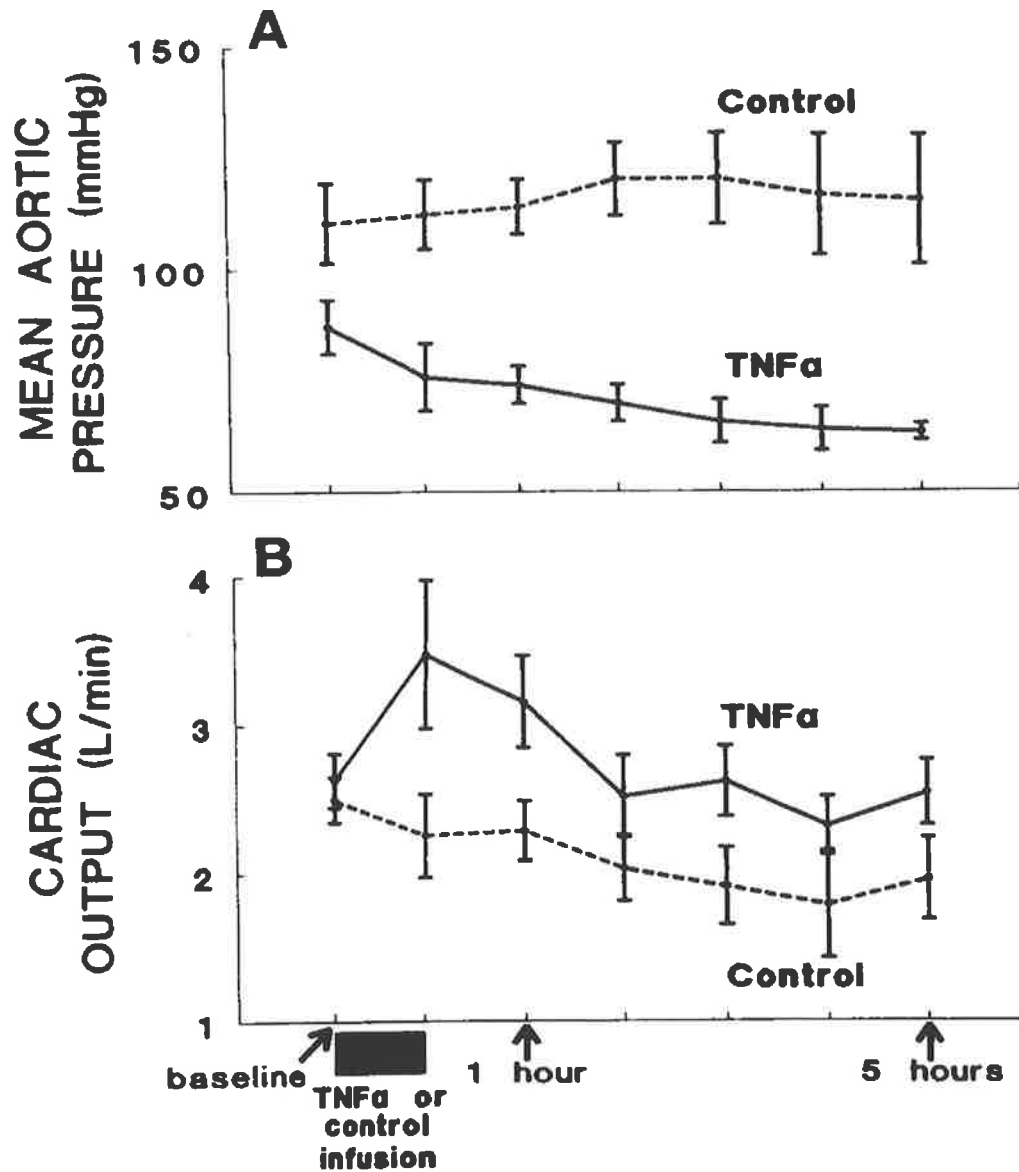 A
150
100
50
MEAN AORTIC
PRESSURE (mmHg)
Control
TNFα
B
4
3
2
1
CARDIAC
OUTPUT (L/min)
TNFα
Control
baseline
1 hour
5 hours
TNFα or
control
infusion